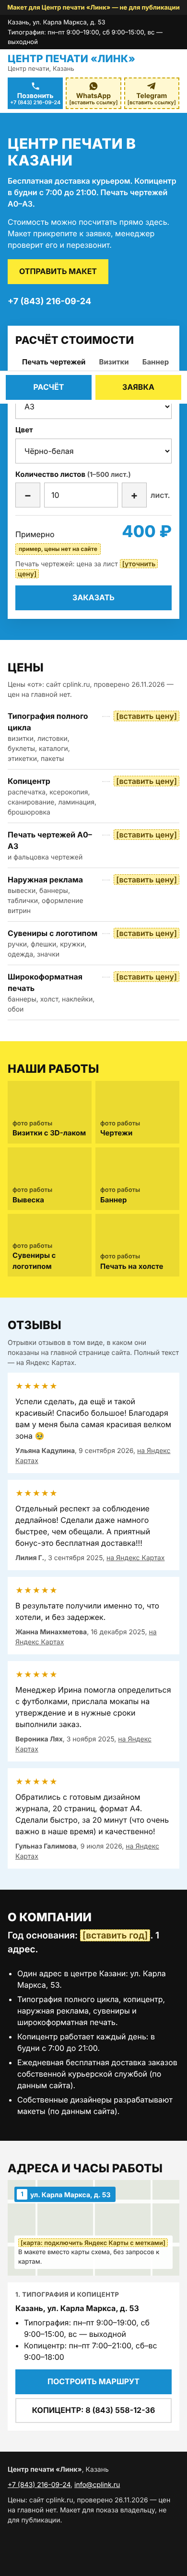 Макет для Центр печати «Линк» — не для публикации
Казань, ул. Карла Маркса, д. 53
Типография: пн–пт 9:00–19:00, сб 9:00–15:00, вс —
выходной
ЦЕНТР ПЕЧАТИ «ЛИНК»
Центр печати, Казань
Позвонить
+7 (843) 216-09-24
WhatsApp
[вставить ссылку]
Telegram
[вставить ссылку]
ЦЕНТР ПЕЧАТИ В
КАЗАНИ
Бесплатная доставка курьером. Копицентр
в будни с 7:00 до 21:00. Печать чертежей
А0–А3.
Стоимость можно посчитать прямо здесь.
Макет прикрепите к заявке, менеджер
проверит его и перезвонит.
ОТПРАВИТЬ МАКЕТ
+7 (843) 216-09-24
РАСЧЁТ СТОИМОСТИ
Печать чертежей
Визитки
Баннер
РАСЧЁТ
ЗАЯВКА
А3
Цвет
Чёрно-белая
Количество листов (1–500 лист.)
− 10 + лист.
Примерно
400 ₽
пример, цены нет на сайте
Печать чертежей: цена за лист [уточнить
цену]
ЗАКАЗАТЬ
ЦЕНЫ
Цены «от»: сайт cplink.ru, проверено 26.11.2026 —
цен на главной нет.
Типография полного
цикла
[вставить цену]
визитки, листовки,
буклеты, каталоги,
этикетки, пакеты
Копицентр
[вставить цену]
распечатка, ксерокопия,
сканирование, ламинация,
брошюровка
Печать чертежей А0–
А3
[вставить цену]
и фальцовка чертежей
Наружная реклама
[вставить цену]
вывески, баннеры,
таблички, оформление
витрин
Сувениры с логотипом
[вставить цену]
ручки, флешки, кружки,
одежда, значки
Широкоформатная
печать
[вставить цену]
баннеры, холст, наклейки,
обои
НАШИ РАБОТЫ
фото работы
Визитки с 3D-лаком
фото работы
Чертежи
фото работы
Вывеска
фото работы
Баннер
фото работы
Сувениры с
логотипом
фото работы
Печать на холсте
ОТЗЫВЫ
Отрывки отзывов в том виде, в каком они
показаны на главной странице сайта. Полный текст
— на Яндекс Картах.
★★★★★
Успели сделать, да ещё и такой
красивый! Спасибо большое! Благодаря
вам у меня была самая красивая велком
зона 🥹
Ульяна Кадулина, 9 сентября 2026, на Яндекс
Картах
★★★★★
Отдельный респект за соблюдение
дедлайнов! Сделали даже намного
быстрее, чем обещали. А приятный
бонус-это бесплатная доставка!!!
Лилия Г., 3 сентября 2025, на Яндекс Картах
★★★★★
В результате получили именно то, что
хотели, и без задержек.
Жанна Минахметова, 16 декабря 2025, на
Яндекс Картах
★★★★★
Менеджер Ирина помогла определиться
с футболками, прислала мокапы на
утверждение и в нужные сроки
выполнили заказ.
Вероника Лях, 3 ноября 2025, на Яндекс
Картах
★★★★★
Обратились с готовым дизайном
журнала, 20 страниц, формат А4.
Сделали быстро, за 20 минут (что очень
важно в наше время) и качественно!
Гульназ Галимова, 9 июля 2026, на Яндекс
Картах
О КОМПАНИИ
Год основания: [вставить год]. 1
адрес.
• Один адрес в центре Казани: ул. Карла
Маркса, 53.
• Типография полного цикла, копицентр,
наружная реклама, сувениры и
широкоформатная печать.
• Копицентр работает каждый день: в
будни с 7:00 до 21:00.
• Ежедневная бесплатная доставка заказов
собственной курьерской службой (по
данным сайта).
• Собственные дизайнеры разрабатывают
макеты (по данным сайта).
АДРЕСА И ЧАСЫ РАБОТЫ
1 ул. Карла Маркса, д. 53
[карта: подключить Яндекс Карты с метками]
В макете вместо карты схема, без запросов к
картам.
1. ТИПОГРАФИЯ И КОПИЦЕНТР
Казань, ул. Карла Маркса, д. 53
• Типография: пн–пт 9:00–19:00, сб
9:00–15:00, вс — выходной
• Копицентр: пн–пт 7:00–21:00, сб–вс
9:00–18:00
ПОСТРОИТЬ МАРШРУТ
КОПИЦЕНТР: 8 (843) 558-12-36
Центр печати «Линк», Казань
+7 (843) 216-09-24, info@cplink.ru
Цены: сайт cplink.ru, проверено 26.11.2026 — цен
на главной нет. Макет для показа владельцу, не
для публикации.